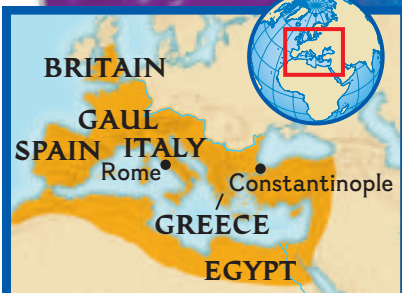 BRITAIN
GAUL
SPAIN ITALY
Rome
Constantinople
GREECE
EGYPT